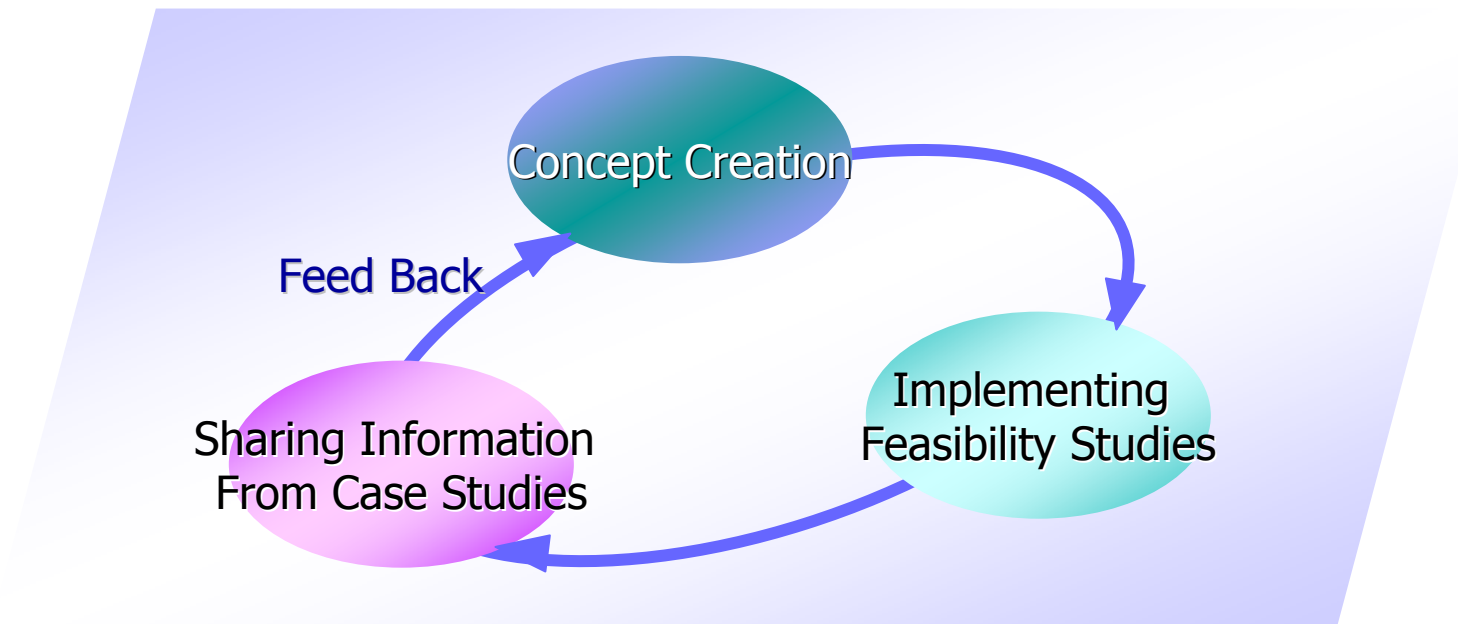 Concept Creation
Feed Back
Implementing
Feasibility Studies
Sharing Information
From Case Studies